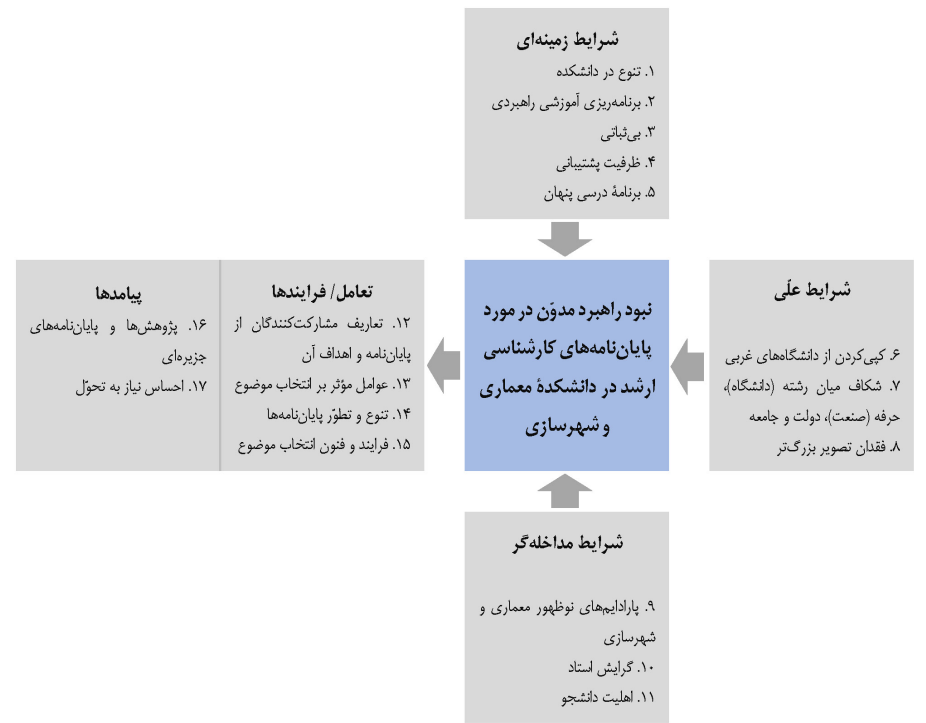 شرایط زمینه‌ای
۱. تنوع در دانشکده
۲. برنامه‌ریزی آموزشی راهبردی
۳. بی‌ثباتی
۴. ظرفیت پشتیبانی
۵. برنامهٔ درسی پنهان
شرایط علّی
۶. کپی‌کردن از دانشگاه‌های غربی
۷. شکاف میان رشته (دانشگاه)،
حرفه (صنعت)، دولت و جامعه
۸. فقدان تصویر بزرگ‌تر
نبود راهبرد مدوَن در مورد
پایان‌نامه‌های کارشناسی
ارشد در دانشکدهٔ معماری
و شهرسازی
تعامل/ فرایندها
۱۲. تعاریف مشارکت‌کنندگان از
پایان‌نامه و اهداف آن
۱۳. عوامل مؤثر بر انتخاب موضوع
۱۴. تنوع و تطوّر پایان‌نامه‌ها
۱۵. فرایند و فنون انتخاب موضوع
پیامدها
۱۶. پژوهش‌ها و پایان‌نامه‌های
جزیره‌ای
۱۷. احساس نیاز به تحوّل
شرایط مداخله‌گر
۹. پارادایم‌های نوظهور معماری و
شهرسازی
۱۰. گرایش استاد
۱۱. اهلیت دانشجو